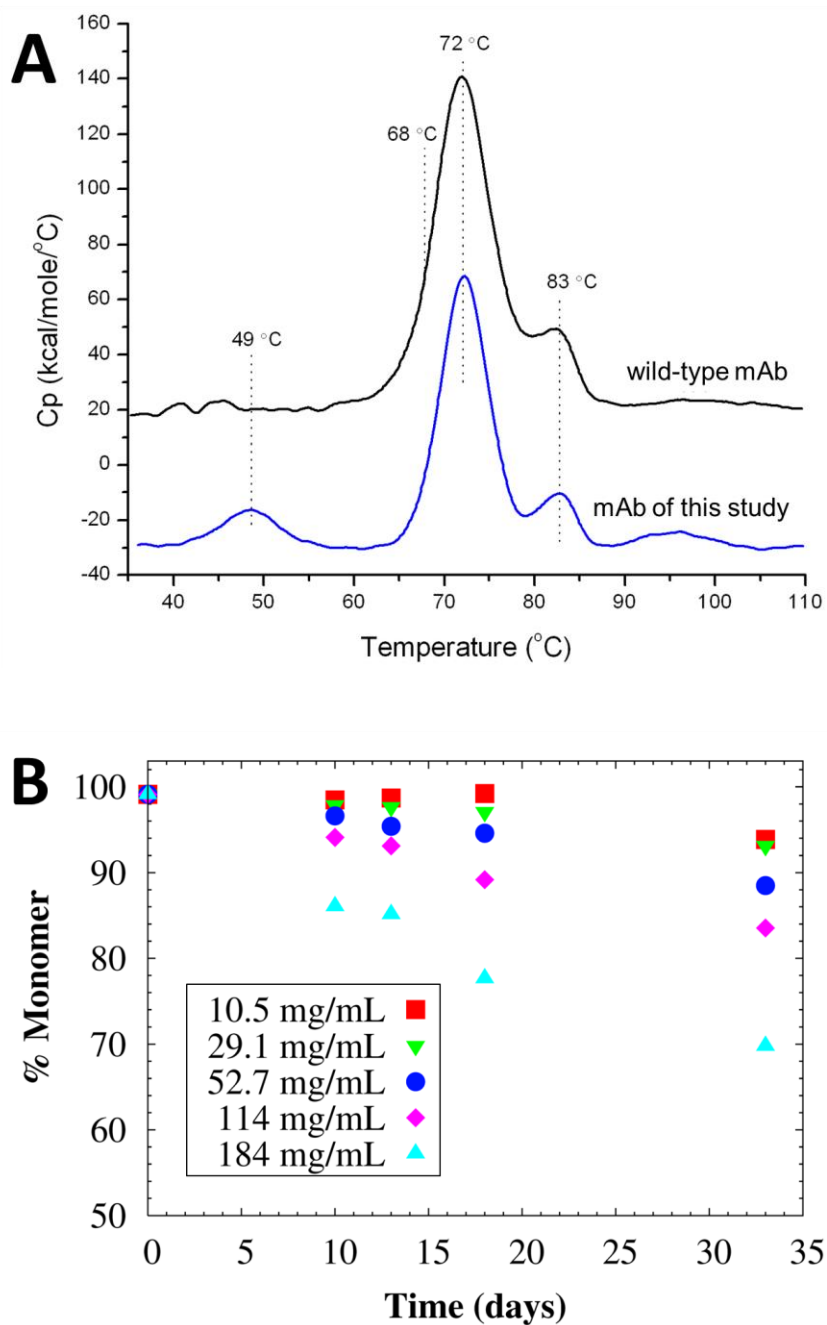 A
160
140
120
100
80
60
40
20
0
-20
-40
Cp (kcal/mole/°C)
72 °C
68 °C
83 °C
49 °C
wild-type mAb
mAb of this study
40 50 60 70 80 90 100 110
Temperature (°C)
B
100
90
80
70
60
50
% Monomer
10.5 mg/mL
29.1 mg/mL
52.7 mg/mL
114 mg/mL
184 mg/mL
0 5 10 15 20 25 30 35
Time (days)